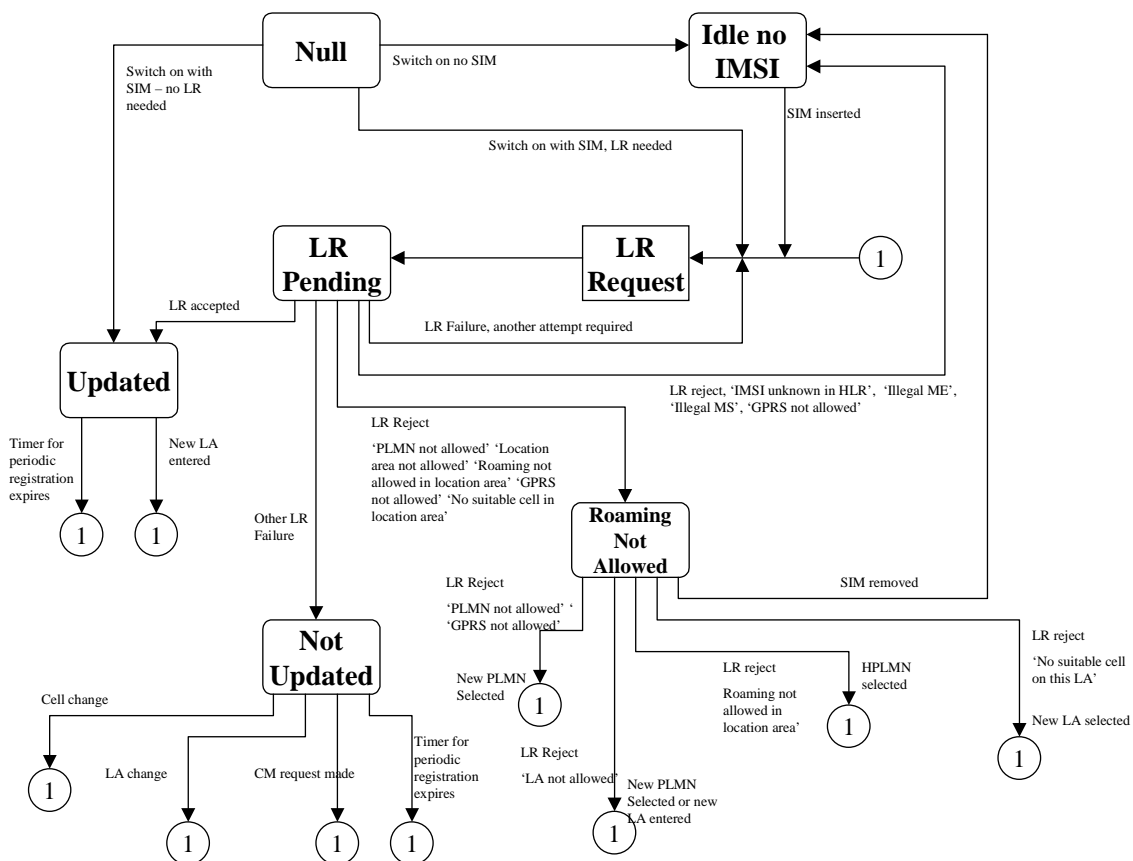 Null
Idle no
IMSI
Switch on with
SIM – no LR
needed
Switch on no SIM
SIM inserted
Switch on with SIM, LR needed
LR
Pending
LR
Request
1
LR accepted
LR Failure, another attempt required
Updated
LR reject, ‘IMSI unknown in HLR’, ‘Illegal ME’,
‘Illegal MS’, ‘GPRS not allowed’
LR Reject
‘PLMN not allowed’ ‘Location
area not allowed’ ‘Roaming not
allowed in location area’ ‘GPRS
not allowed’ ‘No suitable cell in
location area’
Timer for
periodic
registration
expires
New LA
entered
1
1
Other LR
Failure
Roaming
Not
Allowed
SIM removed
LR Reject
‘PLMN not allowed’ ‘
‘GPRS not allowed’
New PLMN
Selected
1
Not
Updated
LR reject
Roaming not
allowed in
location area’
HPLMN
selected
1
LR reject
‘No suitable cell
on this LA’
New LA selected
1
Cell change
1
LA change
1
CM request made
1
Timer for
periodic
registration
expires
1
LR Reject
‘LA not allowed’
New PLMN
Selected or new
LA entered
1